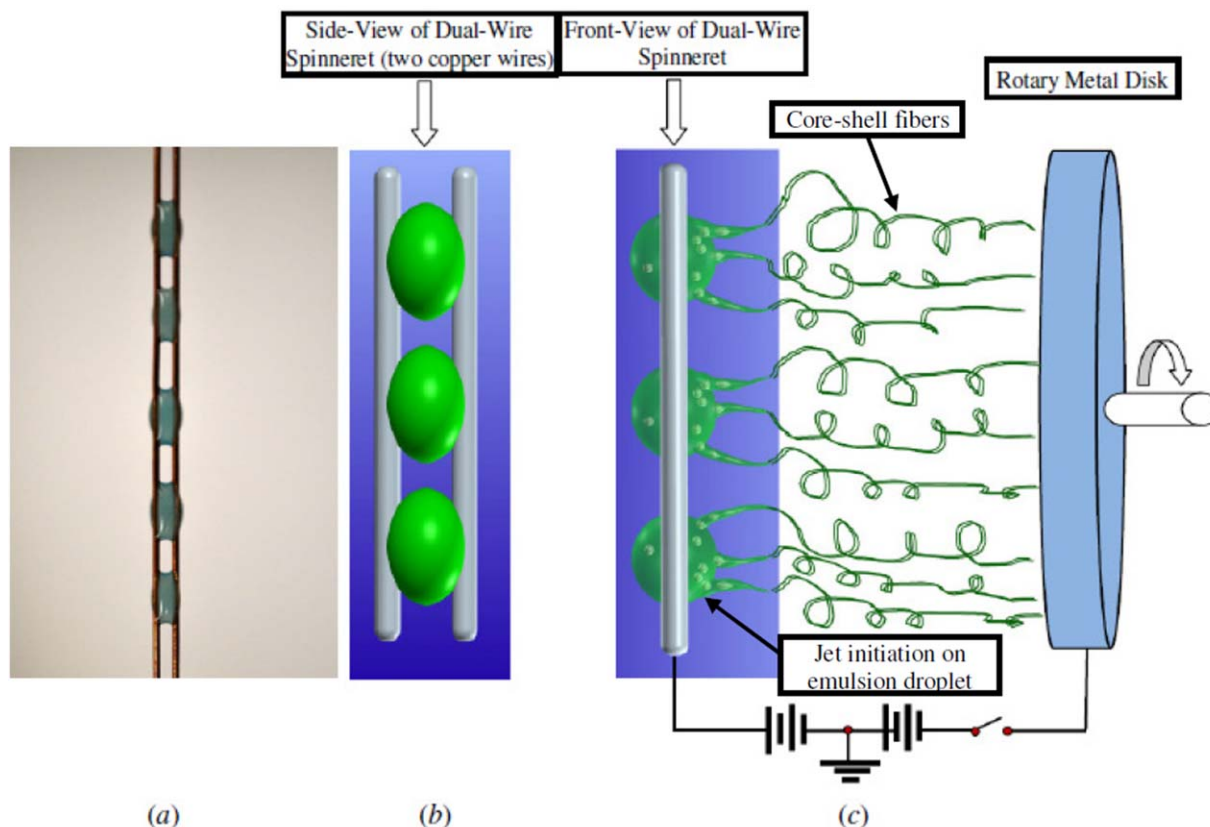 Side-View of Dual-Wire
Spinneret (two copper wires)
Front-View of Dual-Wire
Spinneret
Rotary Metal Disk
Core-shell fibers
Jet initiation on
emulsion droplet
(a)
(b)
(c)